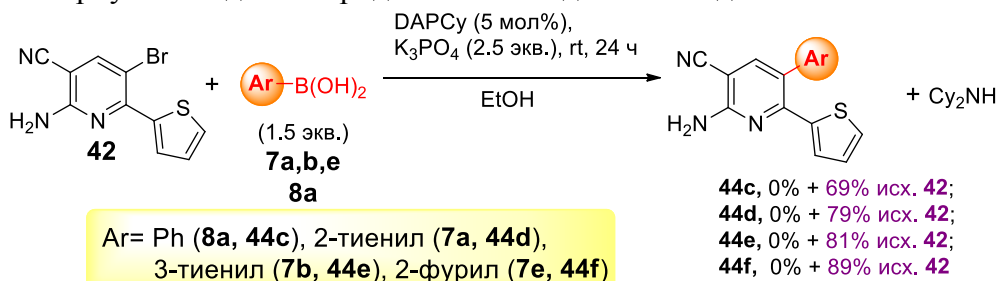 DAPCy (5 мол%),
K3PO4 (2.5 экв.), rt, 24 ч
EtOH
NC
Br
H2N
N
S
42
+
Ar
B(OH)2
(1.5 экв.)
7a,b,e
8a
NC
Ar
H2N
N
S
+ Cy2NH
44c, 0% + 69% исх. 42;
44d, 0% + 79% исх. 42;
44e, 0% + 81% исх. 42;
44f, 0% + 89% исх. 42
Ar= Ph (8a, 44c), 2-тиенил (7a, 44d),
3-тиенил (7b, 44e), 2-фурил (7e, 44f)